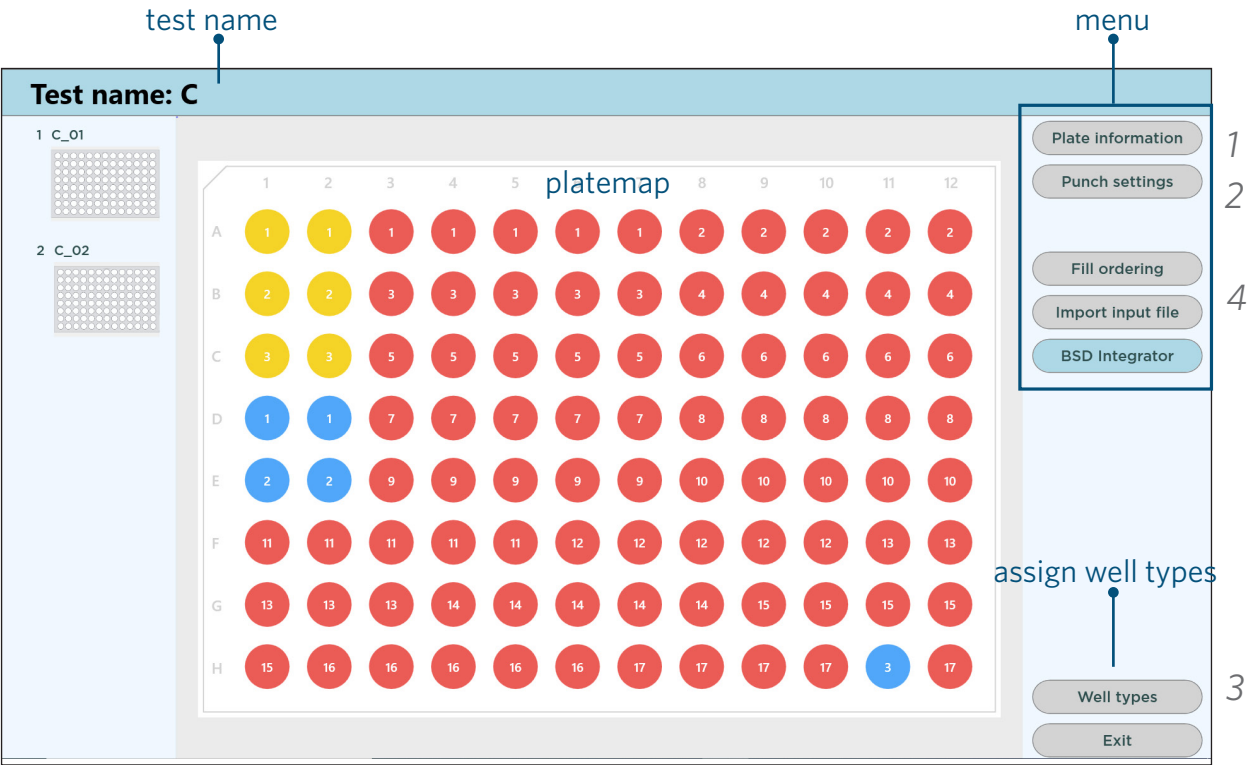 test name
menu
Test name: C
1 C_01
2 C_02
Plate information
1
Punch settings
2
Fill ordering
Import input file
4
BSD Integrator
platemap
1 2 3 4 5 8 9 10 11 12
A 1 1 1 1 1 1 1 2 2 2 2 2
B 2 2 3 3 3 3 3 4 4 4 4 4
C 3 3 5 5 5 5 5 6 6 6 6 6
D 1 1 7 7 7 7 7 8 8 8 8 8
E 2 2 9 9 9 9 9 10 10 10 10 10
F 11 11 11 11 11 12 12 12 12 12 13 13
G 13 13 13 14 14 14 14 14 15 15 15 15
H 15 16 16 16 16 16 17 17 17 17 3 17
assign well types
Well types
3
Exit